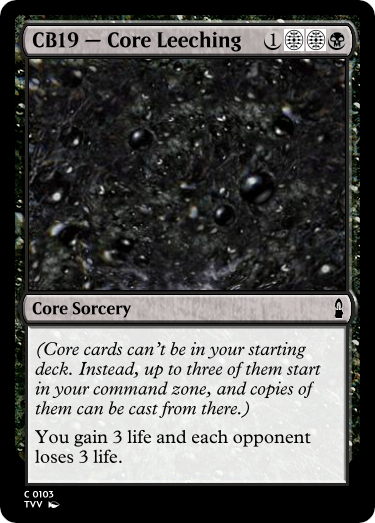 CB19 — Core Leeching 1
Core Sorcery
(Core cards can't be in your starting
deck. Instead, up to three of them start
in your command zone, and copies of
them can be cast from there.)
You gain 3 life and each opponent
loses 3 life.
C 0103
TVV